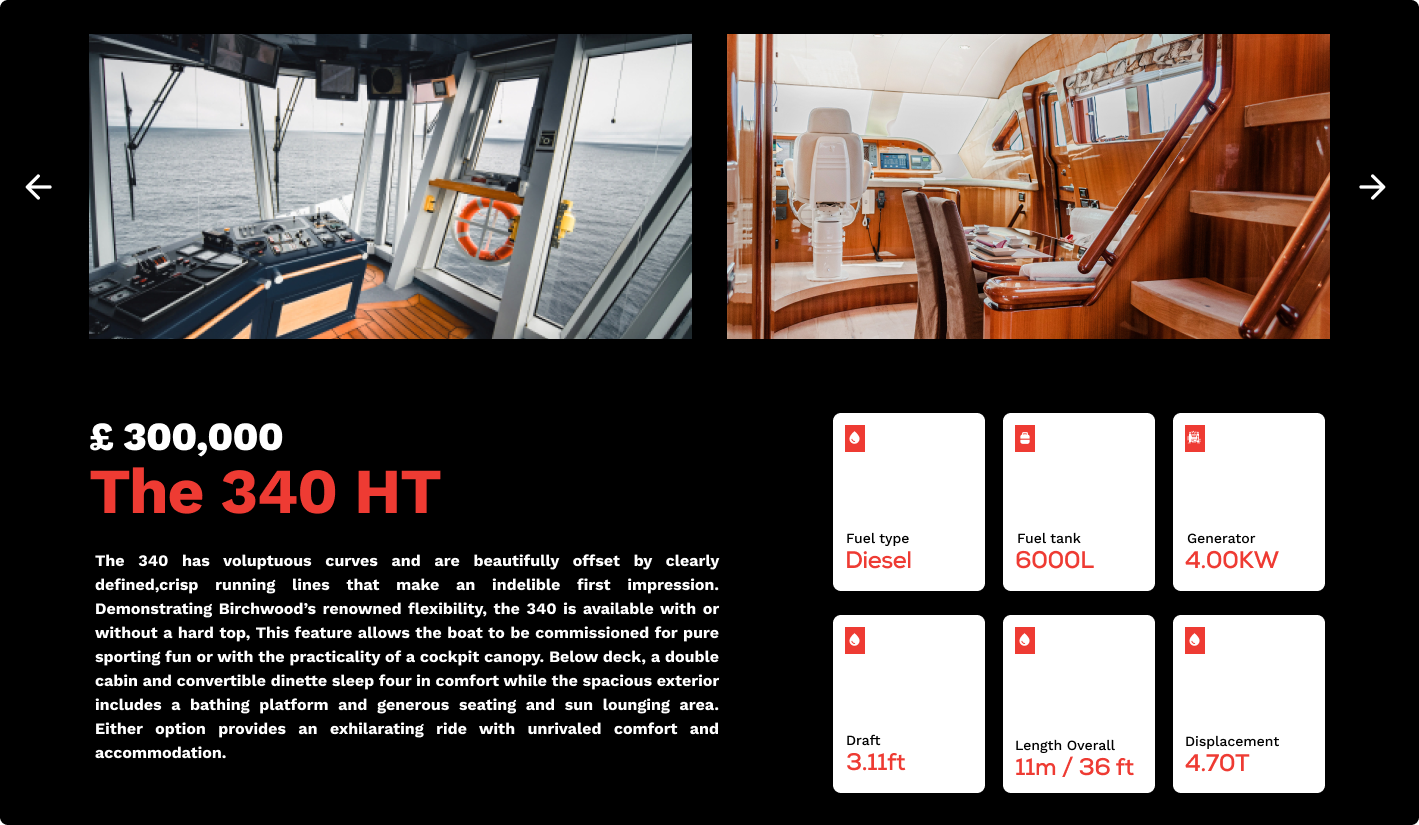 £ 300,000
The 340 HT
The 340 has voluptuous curves and are beautifully offset by clearly
defined,crisp running lines that make an indelible first impression.
Demonstrating Birchwood’s renowned flexibility, the 340 is available with or
without a hard top, This feature allows the boat to be commissioned for pure
sporting fun or with the practicality of a cockpit canopy. Below deck, a double
cabin and convertible dinette sleep four in comfort while the spacious exterior
includes a bathing platform and generous seating and sun lounging area.
Either option provides an exhilarating ride with unrivaled comfort and
accommodation.
Fuel type
Diesel
Fuel tank
6000L
Generator
4.00KW
Draft
3.11ft
Length Overall
11m / 36 ft
Displacement
4.70T